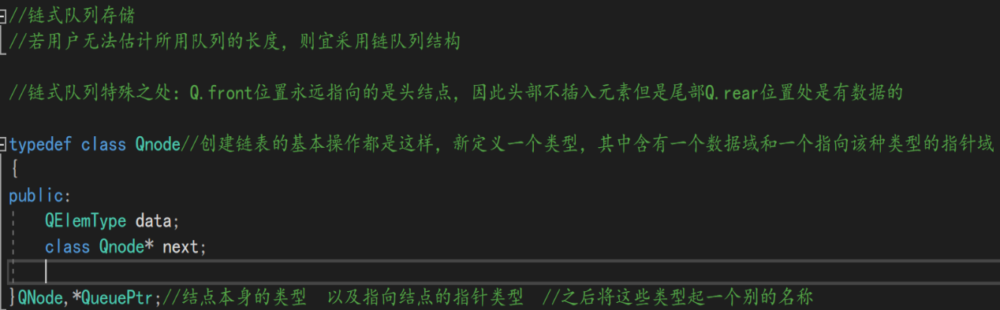 //链式队列存储
//若用户无法估计所用队列的长度，则宜采用链队列结构
//链式队列特殊之处：Q.front位置永远指向的是头结点，因此头部不插入元素但是尾部Q.rear位置处是有数据的
typedef class Qnode//创建链表的基本操作都是这样，新定义一个类型，其中含有一个数据域和一个指向该种类型的指针域
{
public:
QElemType data;
class Qnode* next;
}QNode,*QueuePtr;//结点本身的类型  以及指向结点的指针类型  //之后将这些类型起一个别的名称